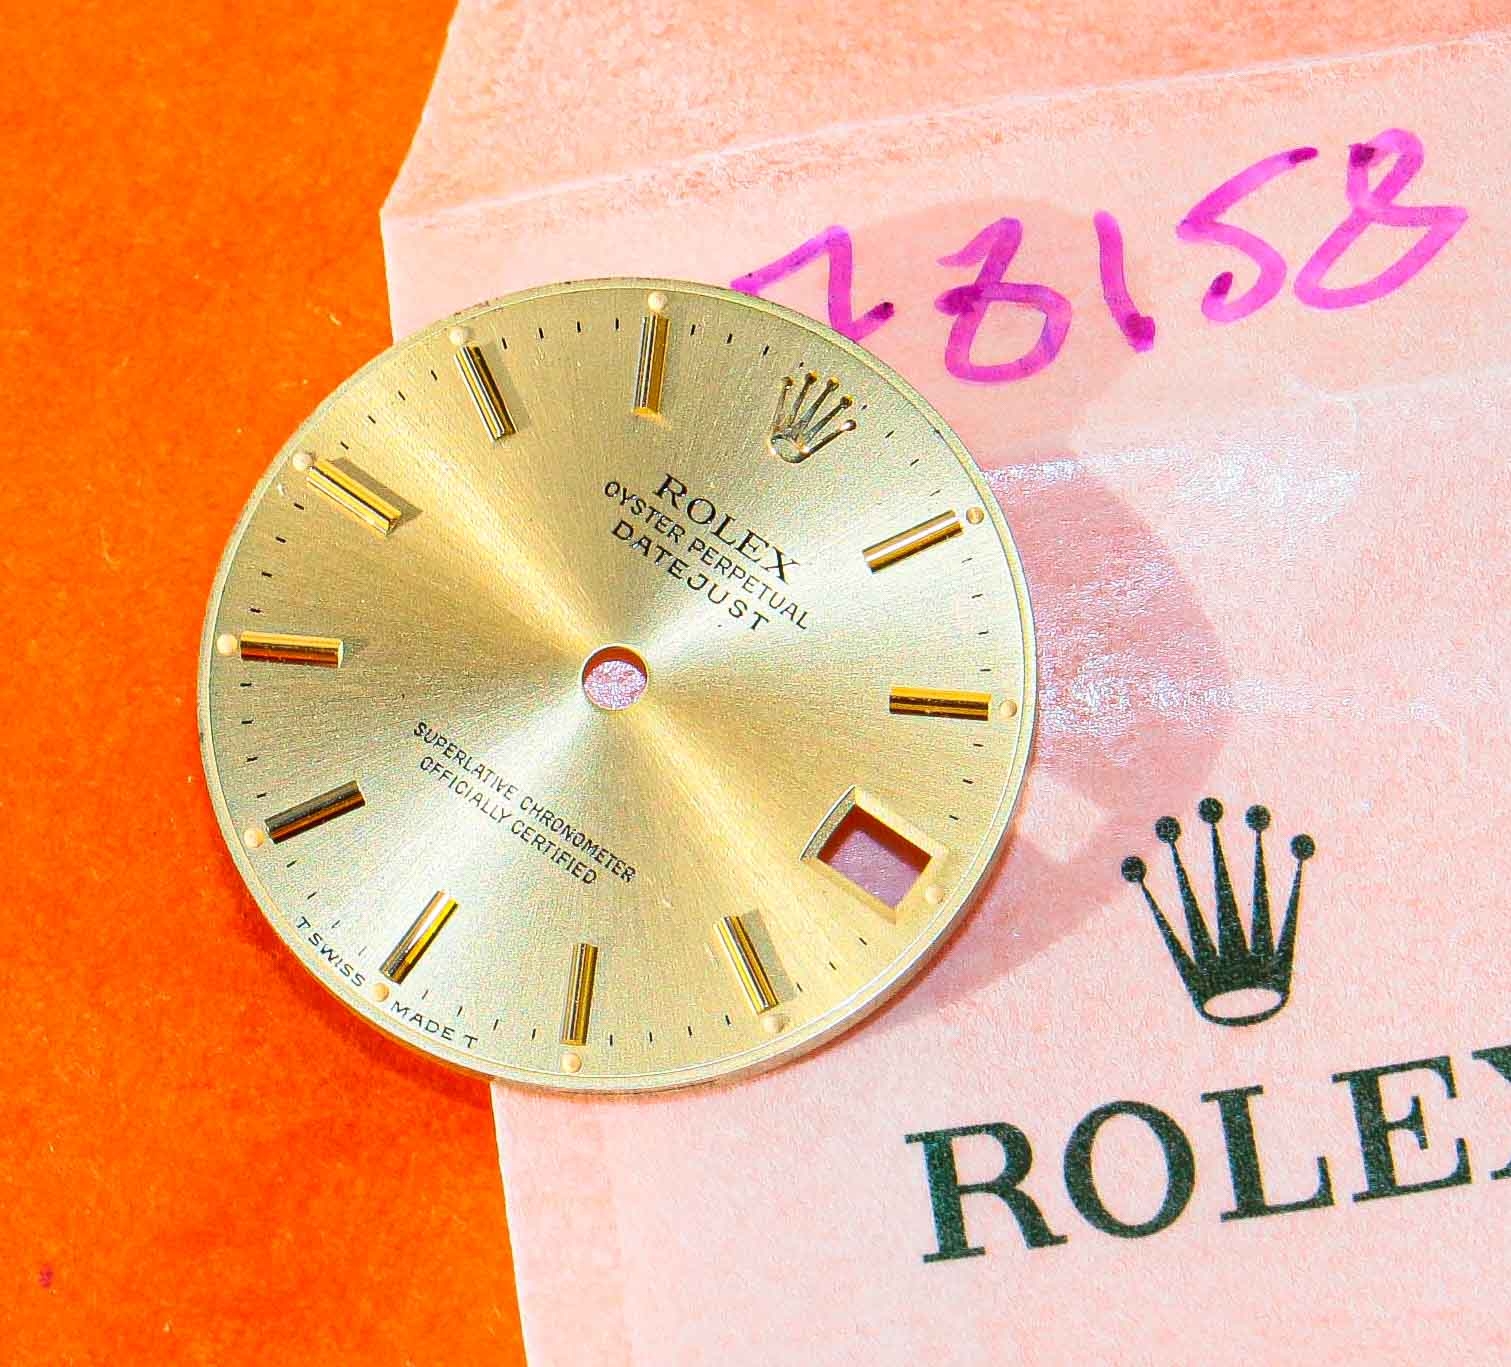 78158
ROLEX
OYSTER PERPETUAL
DATEJUST
SUPERLATIVE CHRONOMETER
OFFICIALLY CERTIFIED
T SWISS MADE T
ROLEX